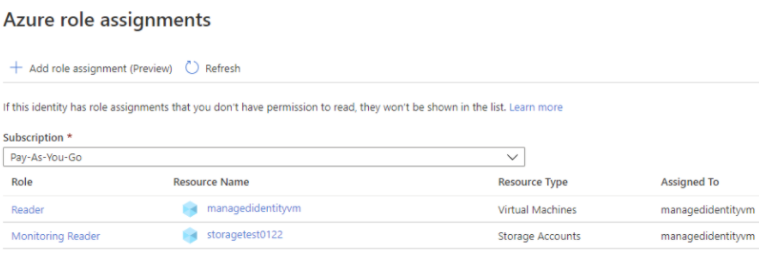 Azure role assignments
Add role assignment (Preview) Refresh
If this identity has role assignments that you don't have permission to read, they won't be shown in the list. Learn more
Subscription *
Pay-As-You-Go
Role Resource Name Resource Type Assigned To
Reader managedidentityvm Virtual Machines managedidentityvm
Monitoring Reader storagetest0122 Storage Accounts managedidentityvm